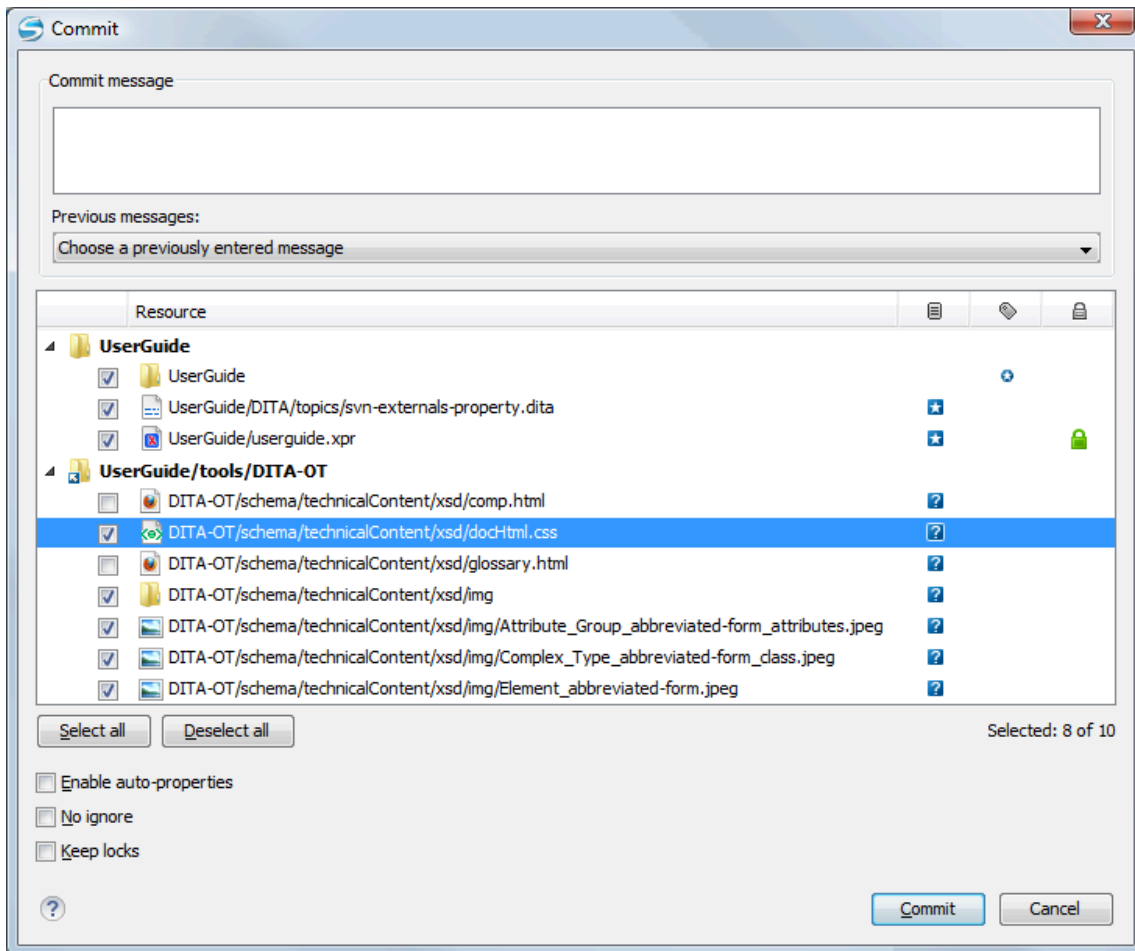 Commit
Commit message
Previous messages:
Choose a previously entered message
Resource
UserGuide
UserGuide
UserGuide/DITA/topics/svn-externals-property.dita
UserGuide/userguide.xpr
UserGuide/tools/DITA-OT
DITA-OT/schema/technicalContent/xsd/comp.html
DITA-OT/schema/technicalContent/xsd/docHtml.css
DITA-OT/schema/technicalContent/xsd/glossary.html
DITA-OT/schema/technicalContent/xsd/img
DITA-OT/schema/technicalContent/xsd/img/Attribute_Group_abbreviated-form_attributes.jpeg
DITA-OT/schema/technicalContent/xsd/img/Complex_Type_abbreviated-form_class.jpeg
DITA-OT/schema/technicalContent/xsd/img/Element_abbreviated-form.jpeg
Select all Deselect all Selected: 8 of 10
Enable auto-properties
No ignore
Keep locks
Commit Cancel